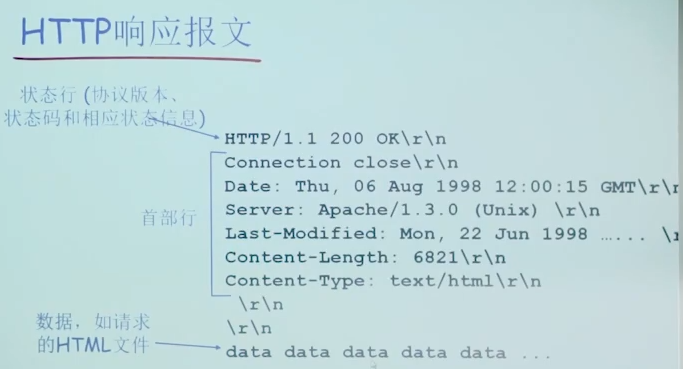 HTTP响应报文
状态行 (协议版本、
状态码和相应状态信息)
HTTP/1.1 200 OK\r\n
Connection close\r\n
Date: Thu, 06 Aug 1998 12:00:15 GMT\r\r
Server: Apache/1.3.0 (Unix) \r\n
首部行
Last-Modified: Mon, 22 Jun 1998 …... \r
Content-Length: 6821\r\n
Content-Type: text/html\r\n
\r\n
数据，如请求
的HTML文件
\r\n
data data data data data ...